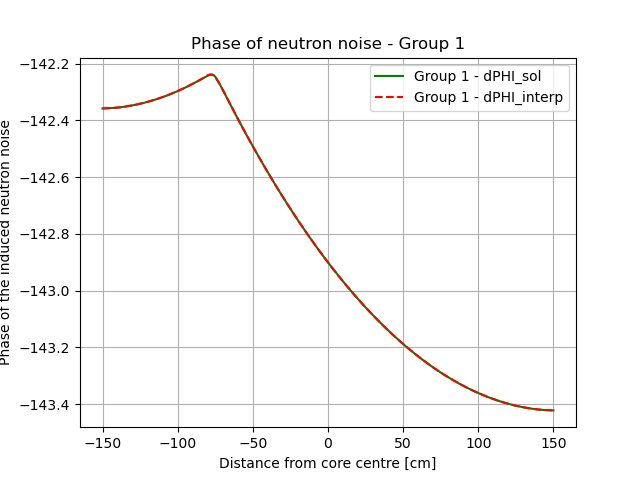 Phase of neutron noise - Group 1
Group 1 - dPHI_sol
Group 1 - dPHI_interp
Phase of the induced neutron noise
−142.2
−142.4
−142.6
−142.8
−143.0
−143.2
−143.4
−150 −100 −50 0 50 100 150
Distance from core centre [cm]